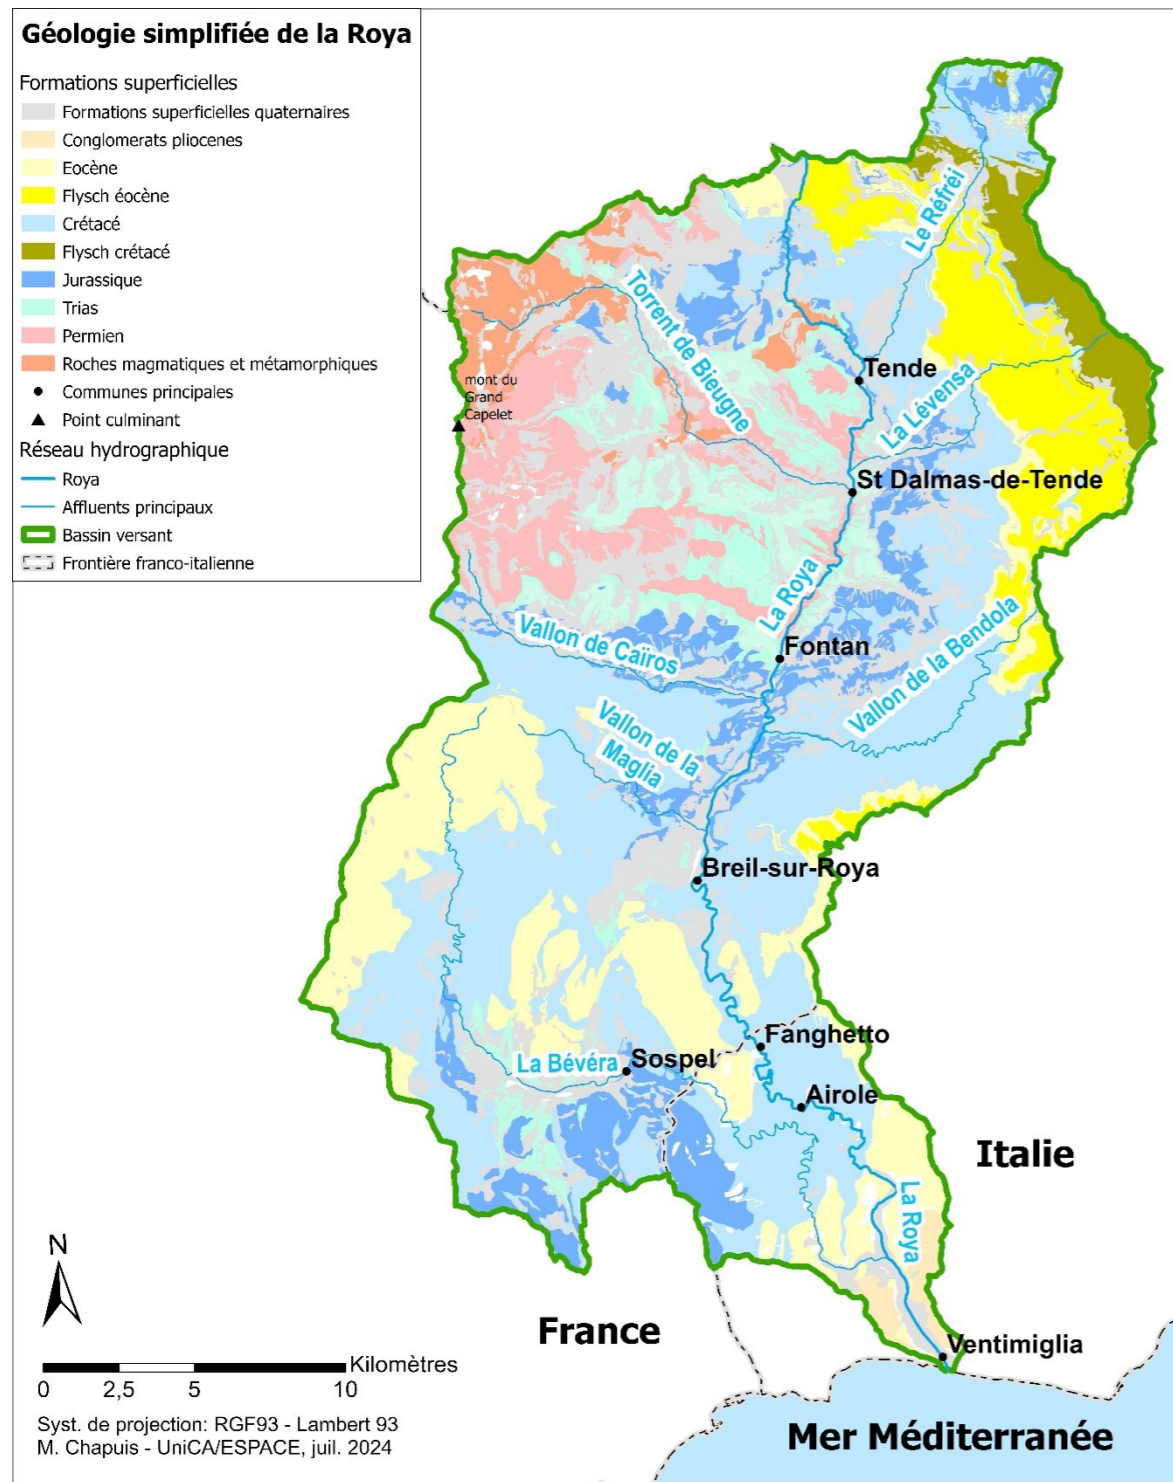 Géologie simplifiée de la Roya
Formations superficielles
Formations superficielles quaternaires
Conglomerats pliocenes
Eocène
Flysch éocène
Crétacé
Flysch crétacé
Jurassique
Trias
Permien
Roches magmatiques et métamorphiques
Communes principales
Point culminant
Réseau hydrographique
Roya
Affluents principaux
Bassin versant
Frontière franco-italienne
Le Réfréi
Torrent de Bieugne
mont du
Grand
Capelet
Tende
La Lévensa
St Dalmas-de-Tende
La Roya
Vallon de Caïros
Fontan
Vallon de la Bendola
Vallon de la
Maglia
Breil-sur-Roya
Fanghetto
La Bévéra
Sospel
Airole
Italie
La Roya
N
France
Ventimiglia
Kilomètres
0 2,5 5 10
Mer Méditerranée
Syst. de projection: RGF93 - Lambert 93
M. Chapuis - UniCA/ESPACE, juil. 2024